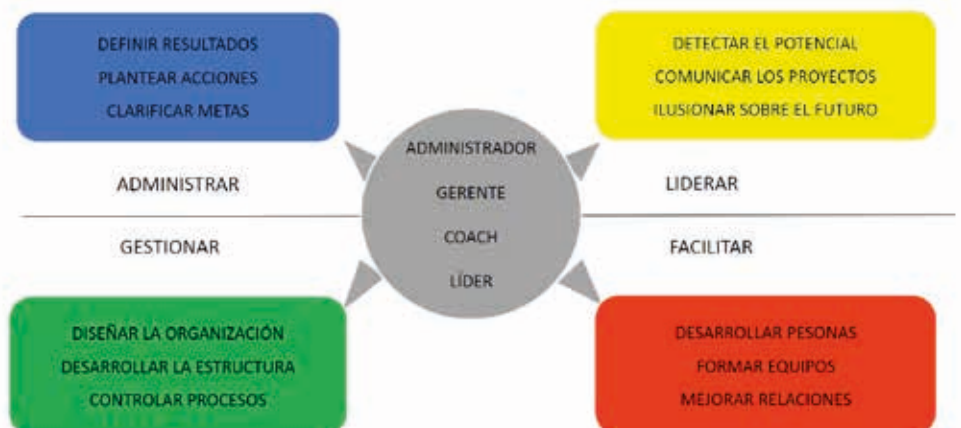 DEFINIR RESULTADOS
PLANTEAR ACCIONES
CLARIFICAR METAS
DETECTAR EL POTENCIAL
COMUNICAR LOS PROYECTOS
ILUSIONAR SOBRE EL FUTURO
ADMINISTRAR
LIDERAR
ADMINISTRADOR
GERENTE
COACH
LÍDER
GESTIONAR
FACILITAR
DISEÑAR LA ORGANIZACIÓN
DESARROLLAR LA ESTRUCTURA
CONTROLAR PROCESOS
DESARROLLAR PESONAS
FORMAR EQUIPOS
MEJORAR RELACIONES